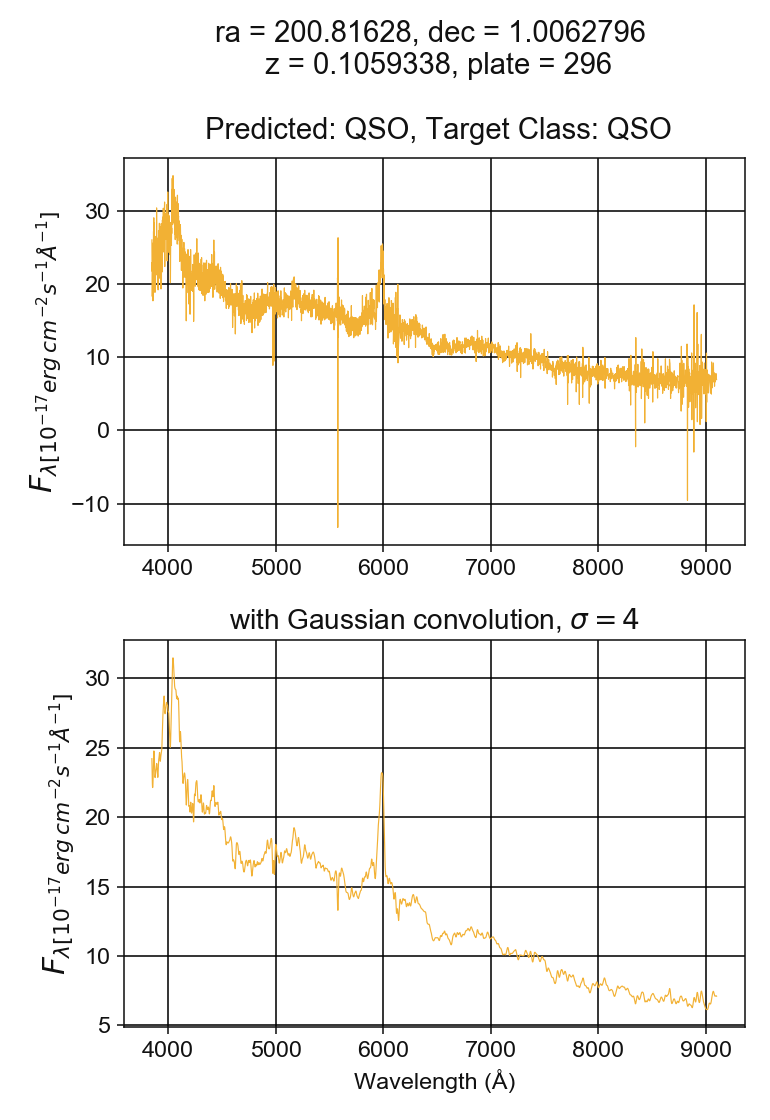 ra = 200.81628, dec = 1.0062796
z = 0.1059338, plate = 296
Predicted: QSO, Target Class: QSO
30
20
10
0
−10
F_λ[10^{−17} erg cm^{−2} s^{−1} Å^{−1}]
4000 5000 6000 7000 8000 9000
with Gaussian convolution, σ = 4
30
25
20
15
10
5
F_λ[10^{−17} erg cm^{−2} s^{−1} Å^{−1}]
4000 5000 6000 7000 8000 9000
Wavelength (Å)